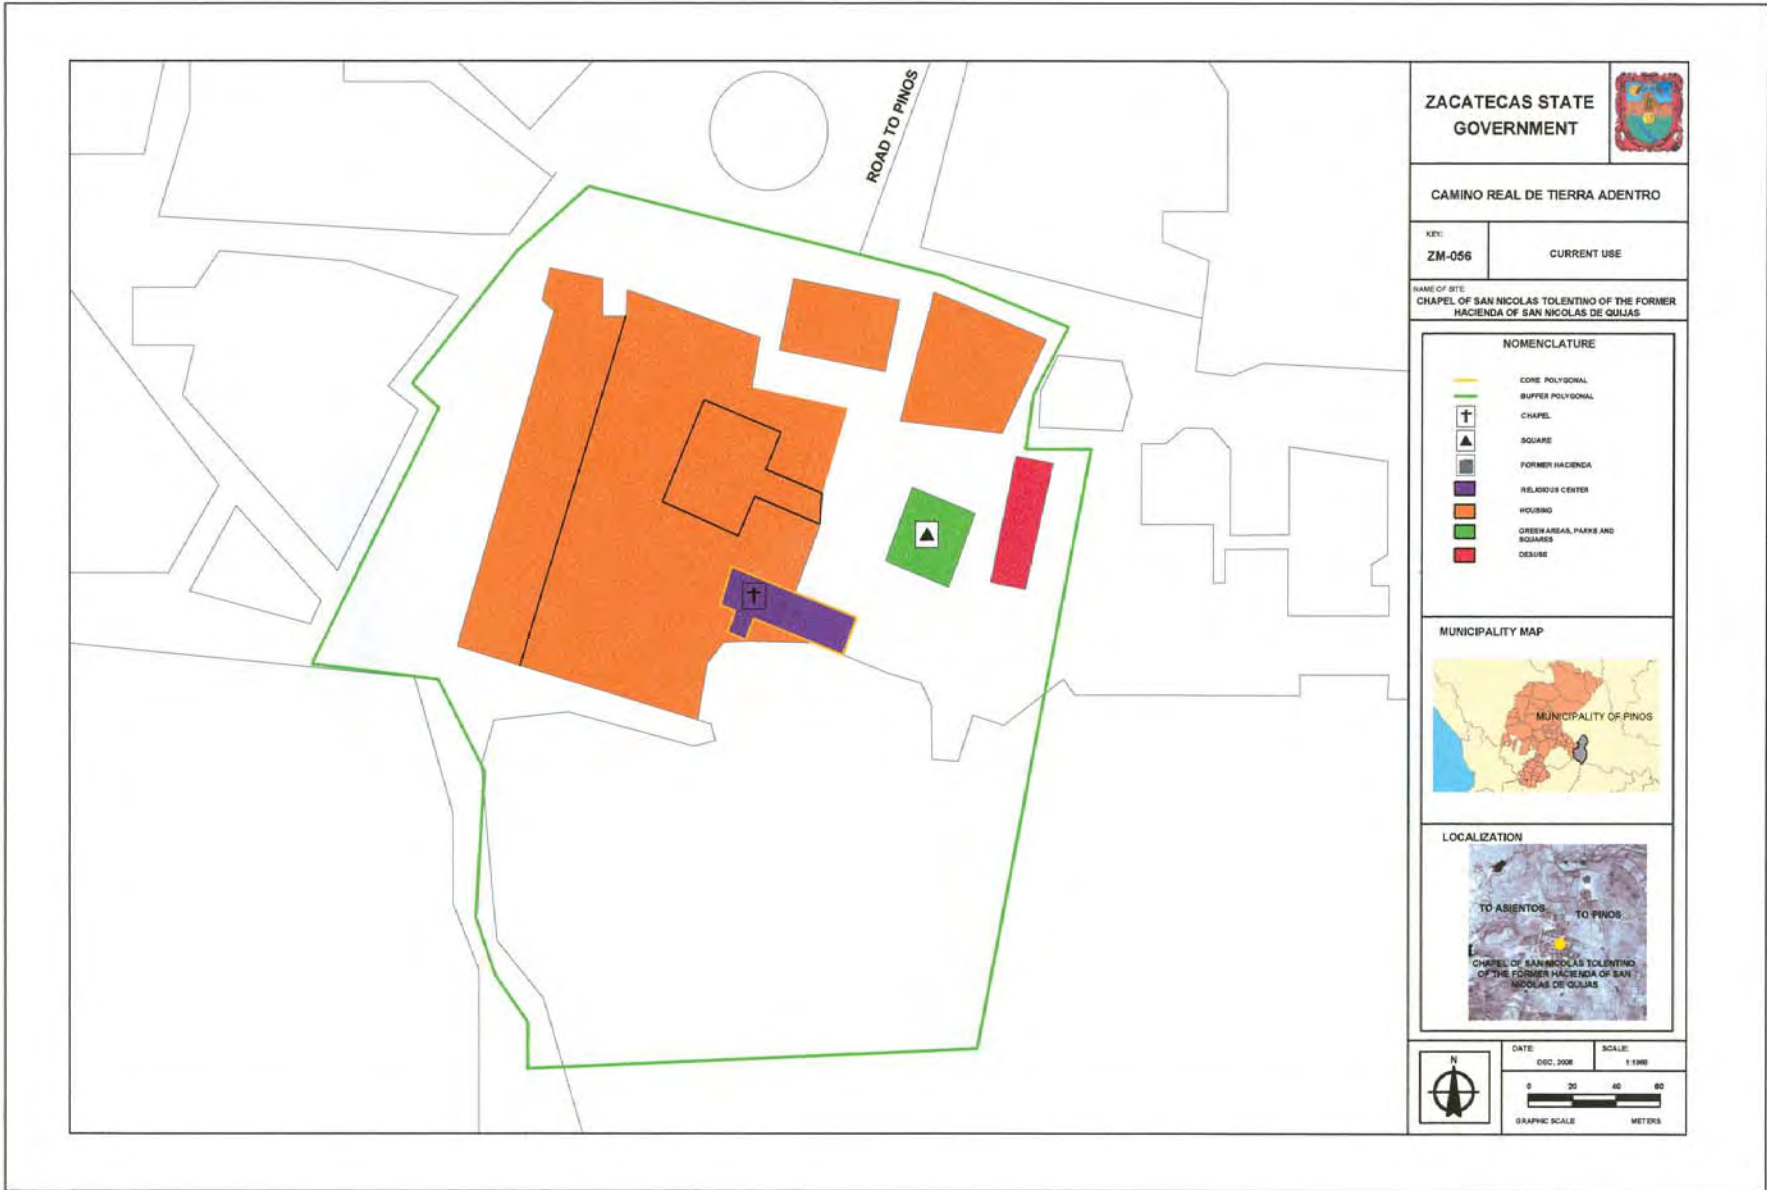 ROAD TO PINOS
ZACATECAS STATE
GOVERNMENT
CAMINO REAL DE TIERRA ADENTRO
KEY:
ZM-056
CURRENT USE
NAME OF SITE
CHAPEL OF SAN NICOLAS TOLENTINO OF THE FORMER
HACIENDA OF SAN NICOLAS DE QUIJAS
NOMENCLATURE
CORE POLYGONAL
BUFFER POLYGONAL
CHAPEL
SQUARE
FORMER HACIENDA
RELIGIOUS CENTER
HOUSING
GREEN AREAS, PARKS AND
SQUARES
DESUSE
MUNICIPALITY MAP
MUNICIPALITY OF PINOS
LOCALIZATION
TO ASIENTOS
TO PINOS
CHAPEL OF SAN NICOLAS TOLENTINO
OF THE FORMER HACIENDA OF SAN
NICOLAS DE QUIJAS
N
DATE:
DEC,
SCALE:
0 20 40 60
GRAPHIC SCALE METERS